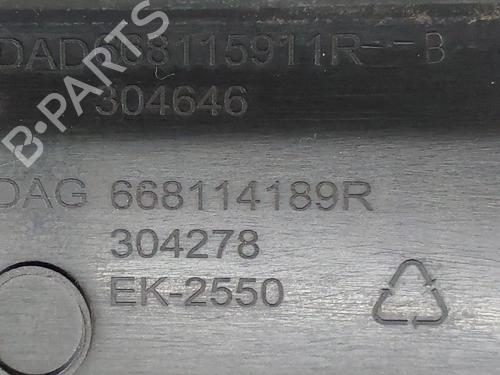 DAD668115911R--B
304646
DAG 668114189R
304278
EK-2550
B-PARTS